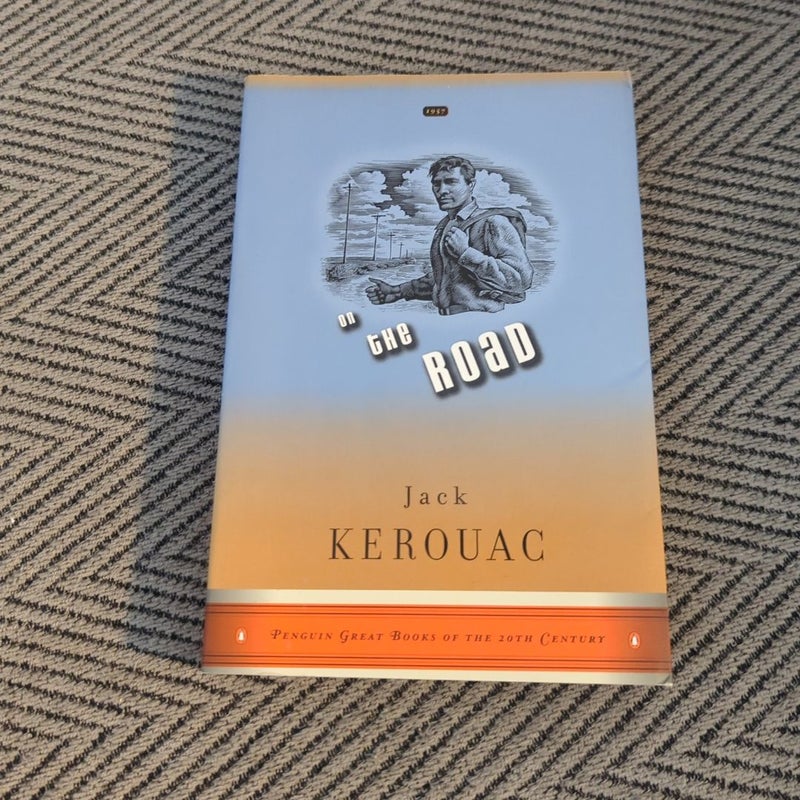 1957
on
the
ROaD
Jack
KEROUAC
Penguin Great Books of the 20th Century